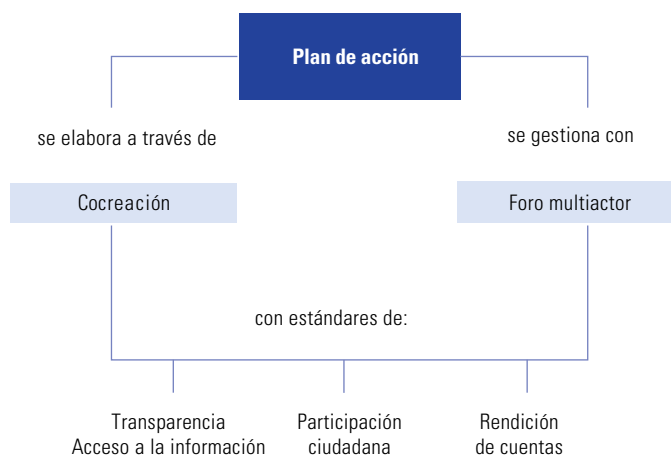 Plan de acción
se elabora a través de
se gestiona con
Cocreación
Foro multiactor
con estándares de:
Transparencia
Acceso a la información
Participación
ciudadana
Rendición
de cuentas